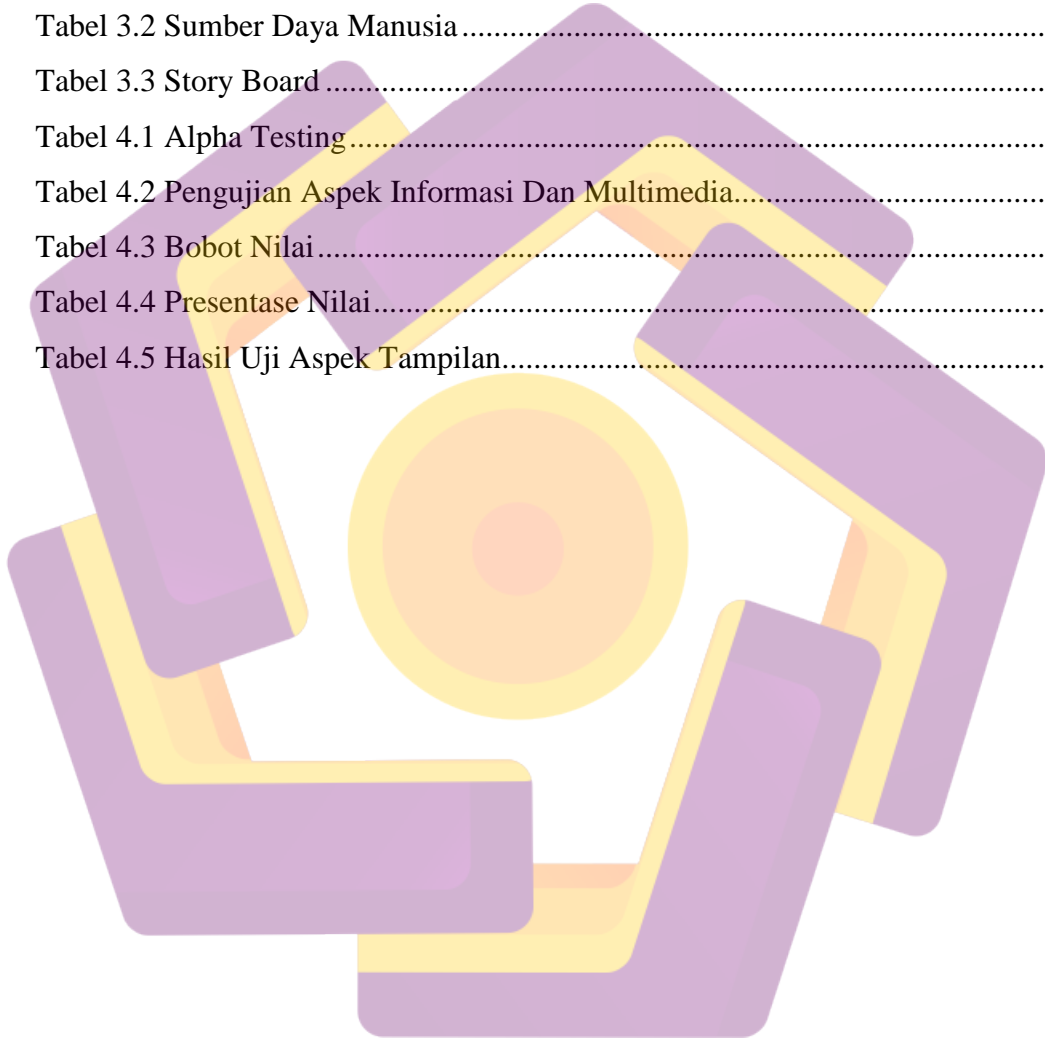 Tabel 3.2 Sumber Daya Manusia..........................................................................
Tabel 3.3 Story Board..........................................................................................
Tabel 4.1 Alpha Testing.......................................................................................
Tabel 4.2 Pengujian Aspek Informasi Dan Multimedia.......................................
Tabel 4.3 Bobot Nilai...........................................................................................
Tabel 4.4 Presentase Nilai....................................................................................
Tabel 4.5 Hasil Uji Aspek Tampilan....................................................................